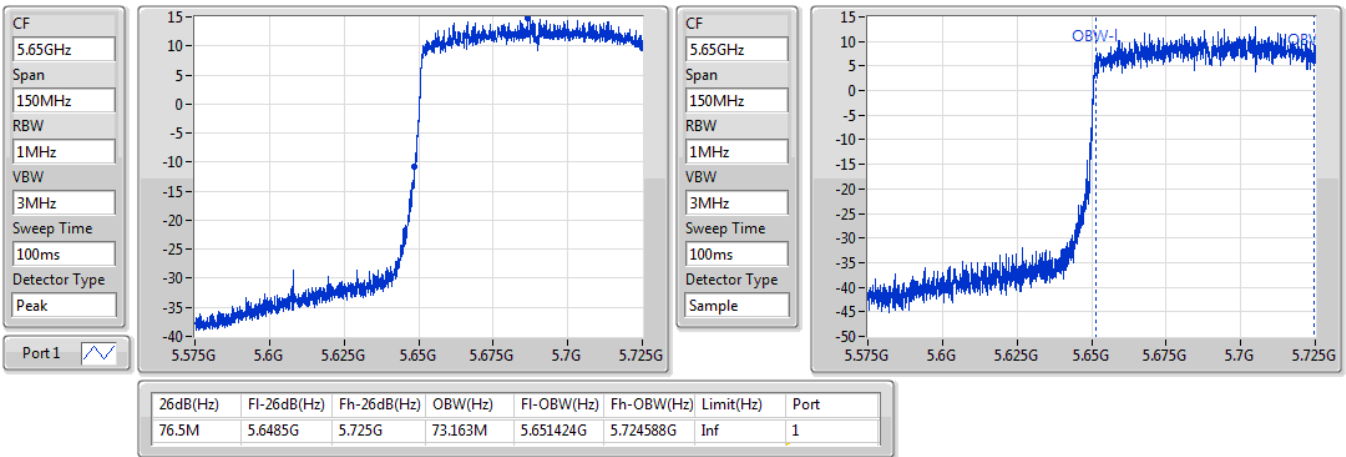 CF
5.65GHz
Span
150MHz
RBW
1MHz
VBW
3MHz
Sweep Time
100ms
Detector Type
Peak
Port 1
15
10
5
0
-5
-10
-15
-20
-25
-30
-35
-40
5.575G 5.6G 5.625G 5.65G 5.675G 5.7G 5.725G
CF
5.65GHz
Span
150MHz
RBW
1MHz
VBW
3MHz
Sweep Time
100ms
Detector Type
Sample
15
10
5
0
-5
-10
-15
-20
-25
-30
-35
-40
-45
-50
OBW-l
5.575G 5.6G 5.625G 5.65G 5.675G 5.7G 5.725G
26dB(Hz) Fl-26dB(Hz) Fh-26dB(Hz) OBW(Hz) Fl-OBW(Hz) Fh-OBW(Hz) Limit(Hz) Port
76.5M 5.6485G 5.725G 73.163M 5.651424G 5.724588G Inf 1